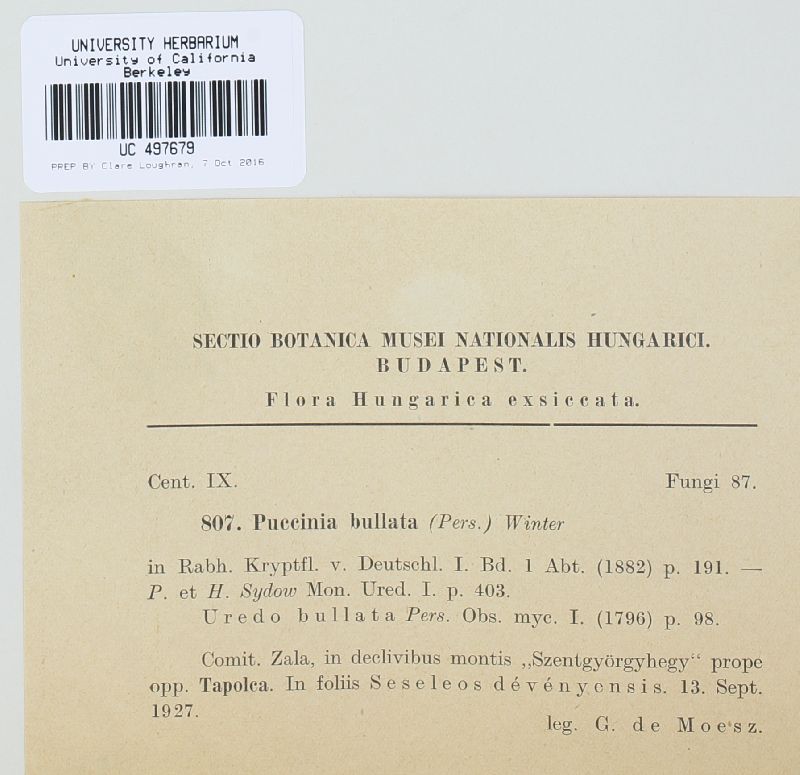 UNIVERSITY HERBARIUM
University of California
Berkeley
UC 497679
PREP BY Clare Loughran, 7 Oct 2016
SECTIO BOTANICA MUSEI NATIONALIS HUNGARICI.
BUDAPEST.
Flora Hungarica exsiccata.
Cent. IX. Fungi 87.
807. Puccinia bullata (Pers.) Winter
in Rabh. Kryptfl. v. Deutschl. I. Bd. 1 Abt. (1882) p. 191. —
P. et H. Sydow Mon. Ured. I. p. 403.
Uredo bullata Pers. Obs. myc. I. (1796) p. 98.
Comit. Zala, in declivibus montis „Szentgyörgyhegy“ prope
opp. Tapolca. In foliis Seseleos dévényensis. 13. Sept.
1927.
leg. G. de Moesz.